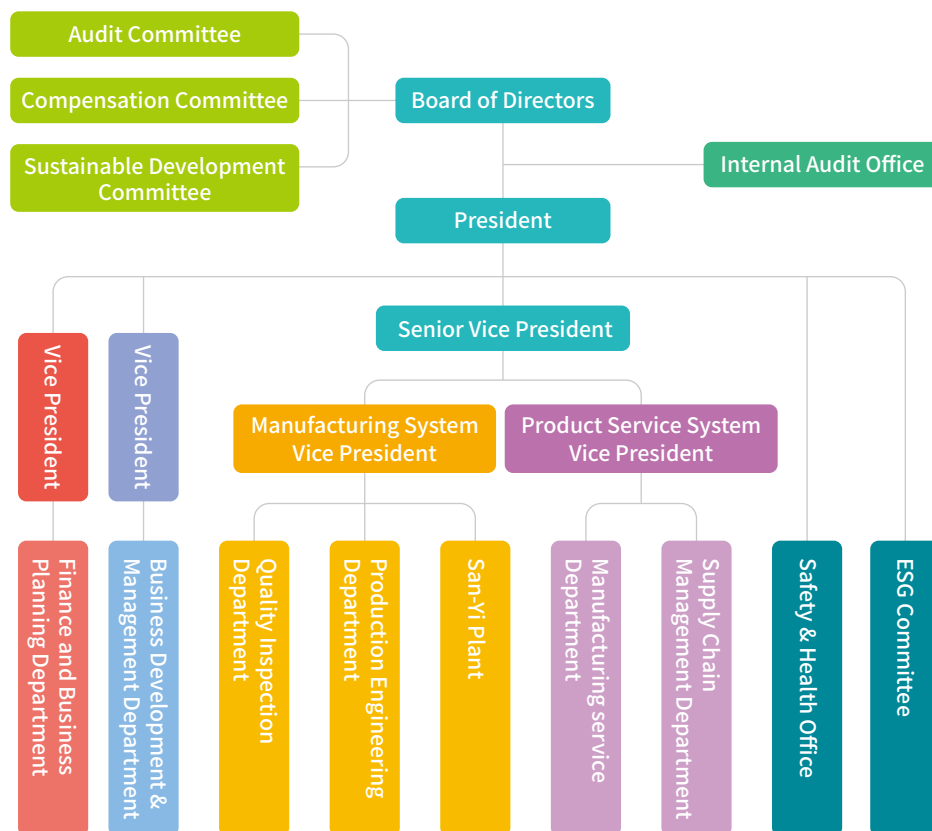 Audit Committee
Compensation Committee
Board of Directors
Sustainable Development
Committee
Internal Audit Office
President
Senior Vice President
Vice President
Vice President
Manufacturing System
Vice President
Product Service System
Vice President
Finance and Business
Planning Department
Business Development &
Management Department
Quality Inspection
Department
Production Engineering
Department
San-Yi Plant
Manufacturing service
Department
Supply Chain
Management Department
Safety & Health Office
ESG Committee